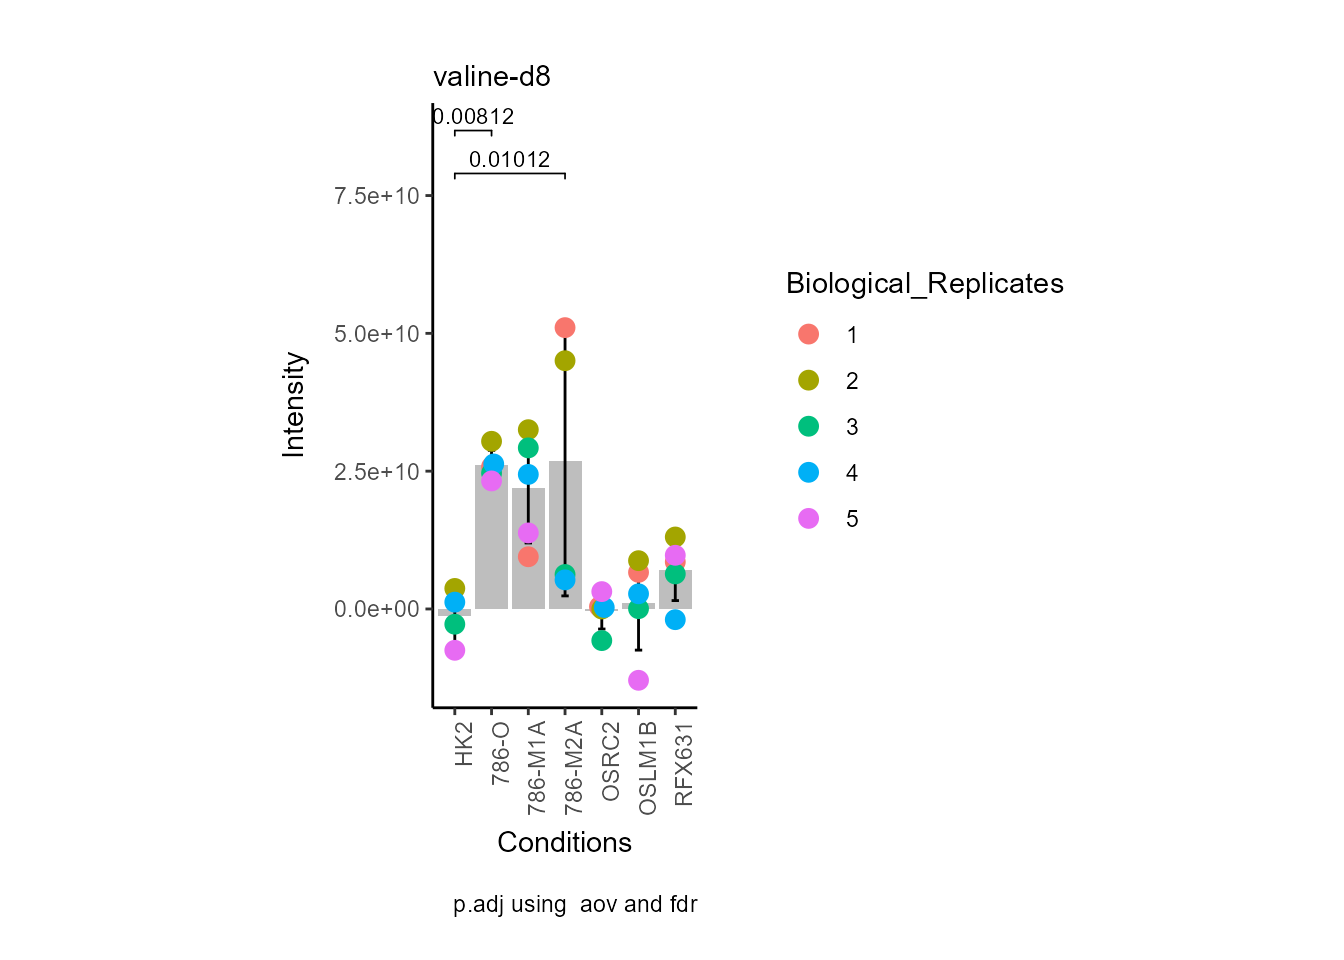 valine-d8
0.00812
0.01012
7.5e+10
5.0e+10
2.5e+10
0.0e+00
Intensity
HK2
786-O
786-M1A
786-M2A
OSRC2
OSLM1B
RFX631
Conditions
p.adj using  aov and fdr
Biological_Replicates
1
2
3
4
5